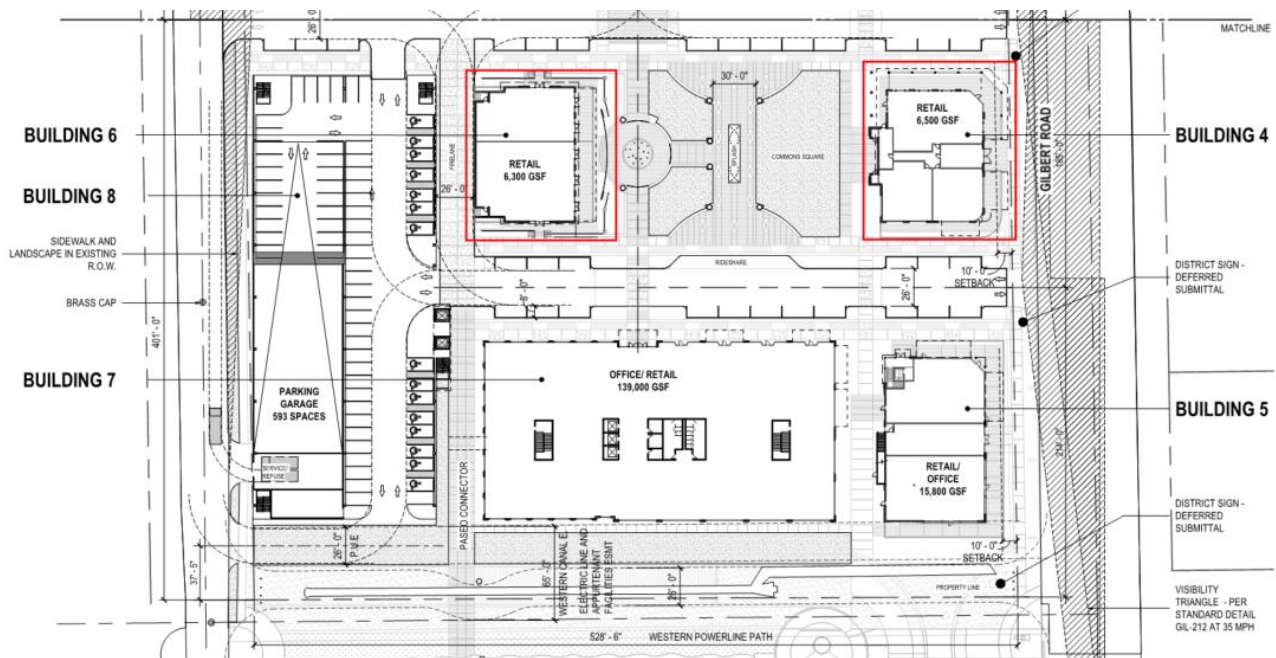 MATCHLINE
26' - 0"
30' - 0"
BUILDING 6
RETAIL
6,300 GSF
FIRELANE
26' - 0"
SPLASH
COMMONS SQUARE
RETAIL
6,500 GSF
GILBERT ROAD
BUILDING 4
BUILDING 8
SIDEWALK AND
LANDSCAPE IN EXISTING
R.O.W.
BRASS CAP
401' - 0"
RIDESHARE
26' - 0"
10' - 0"
SETBACK
DISTRICT SIGN -
DEFERRED
SUBMITTAL
BUILDING 7
PARKING
GARAGE
593 SPACES
OFFICE/ RETAIL
139,000 GSF
BUILDING 5
RETAIL/
OFFICE
15,800 GSF
214' - 0"
SERVICE/
REFUSE
PASEO CONNECTOR
DISTRICT SIGN -
DEFERRED
SUBMITTAL
26' - 0"
P.U.E
37' - 5"
65' - 0"
WESTERN CANAL E.
ELECTRIC LINE AND
APPURTENANT
FACILITIES ESMT
26' - 0"
10' - 0"
SETBACK
PROPERTY LINE
VISIBILITY
TRIANGLE - PER
STANDARD DETAIL
GIL-212 AT 35 MPH
528' - 6"
WESTERN POWERLINE PATH